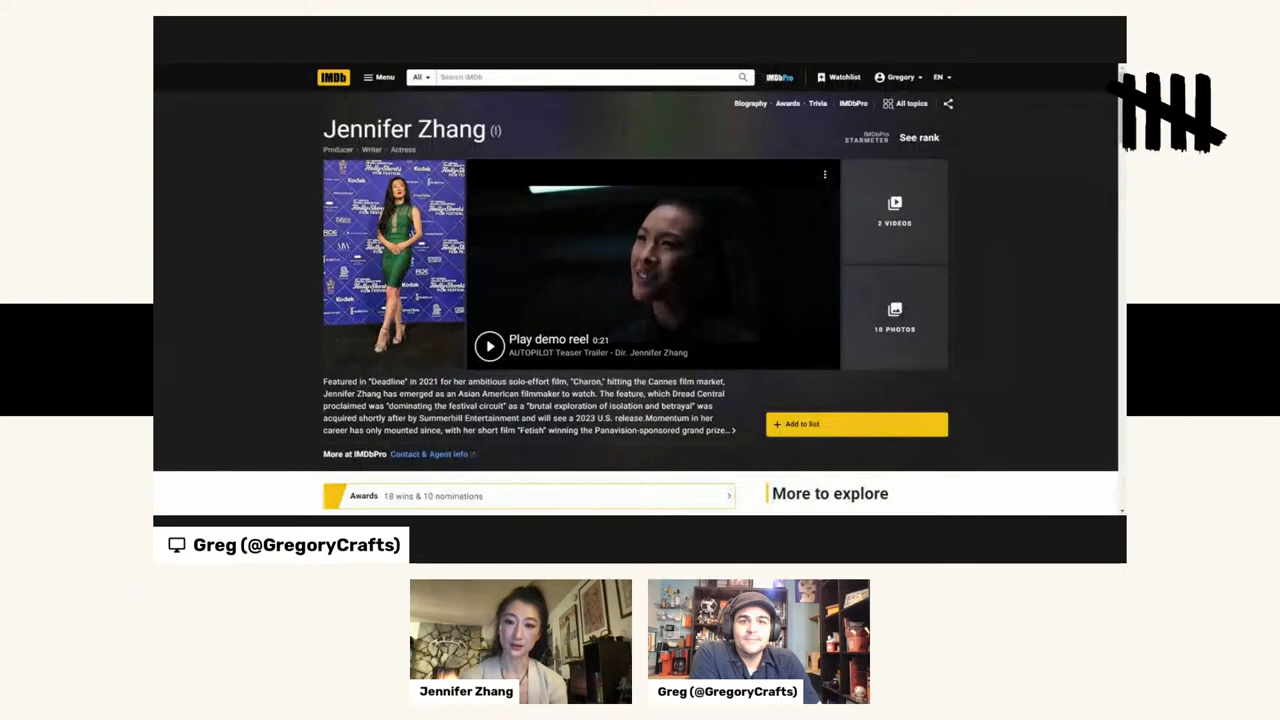 IMDb
Menu
All
Search IMDb
IMDbPro
Watchlist
Gregory
EN
Biography · Awards · Trivia
IMDbPro
All topics
Jennifer Zhang (I)
Producer · Writer · Actress
IMDbPro
STARMETER
See rank
HollyShorts
FILM FESTIVAL
Kodak
ROE
2 VIDEOS
Play demo reel 0:21
AUTOPILOT Teaser Trailer - Dir. Jennifer Zhang
10 PHOTOS
Featured in "Deadline" in 2021 for her ambitious solo-effort film, "Charon," hitting the Cannes film market,
Jennifer Zhang has emerged as an Asian American filmmaker to watch. The feature, which Dread Central
proclaimed was "dominating the festival circuit" as a "brutal exploration of isolation and betrayal" was
acquired shortly after by Summerhill Entertainment and will see a 2023 U.S. release.Momentum in her
career has only mounted since, with her short film "Fetish" winning the Panavision-sponsored grand prize...
+ Add to list
More at IMDbPro
Contact & Agent Info
Awards 18 wins & 10 nominations
More to explore
Greg (@GregoryCrafts)
Jennifer Zhang
Greg (@GregoryCrafts)